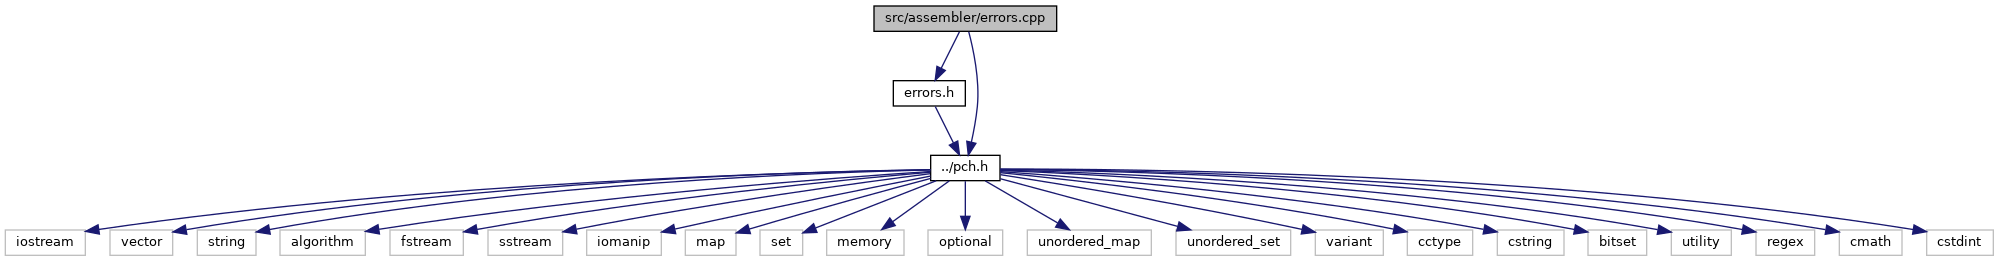 src/assembler/errors.cpp
errors.h
../pch.h
iostream
vector
string
algorithm
fstream
sstream
iomanip
map
set
memory
optional
unordered_map
unordered_set
variant
cctype
cstring
bitset
utility
regex
cmath
cstdint